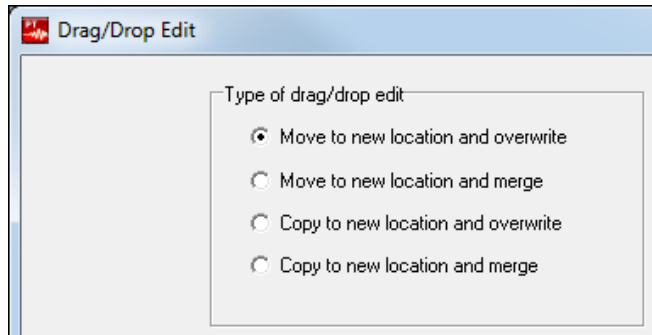 PT
Drag/Drop Edit
Type of drag/drop edit
Move to new location and overwrite
Move to new location and merge
Copy to new location and overwrite
Copy to new location and merge